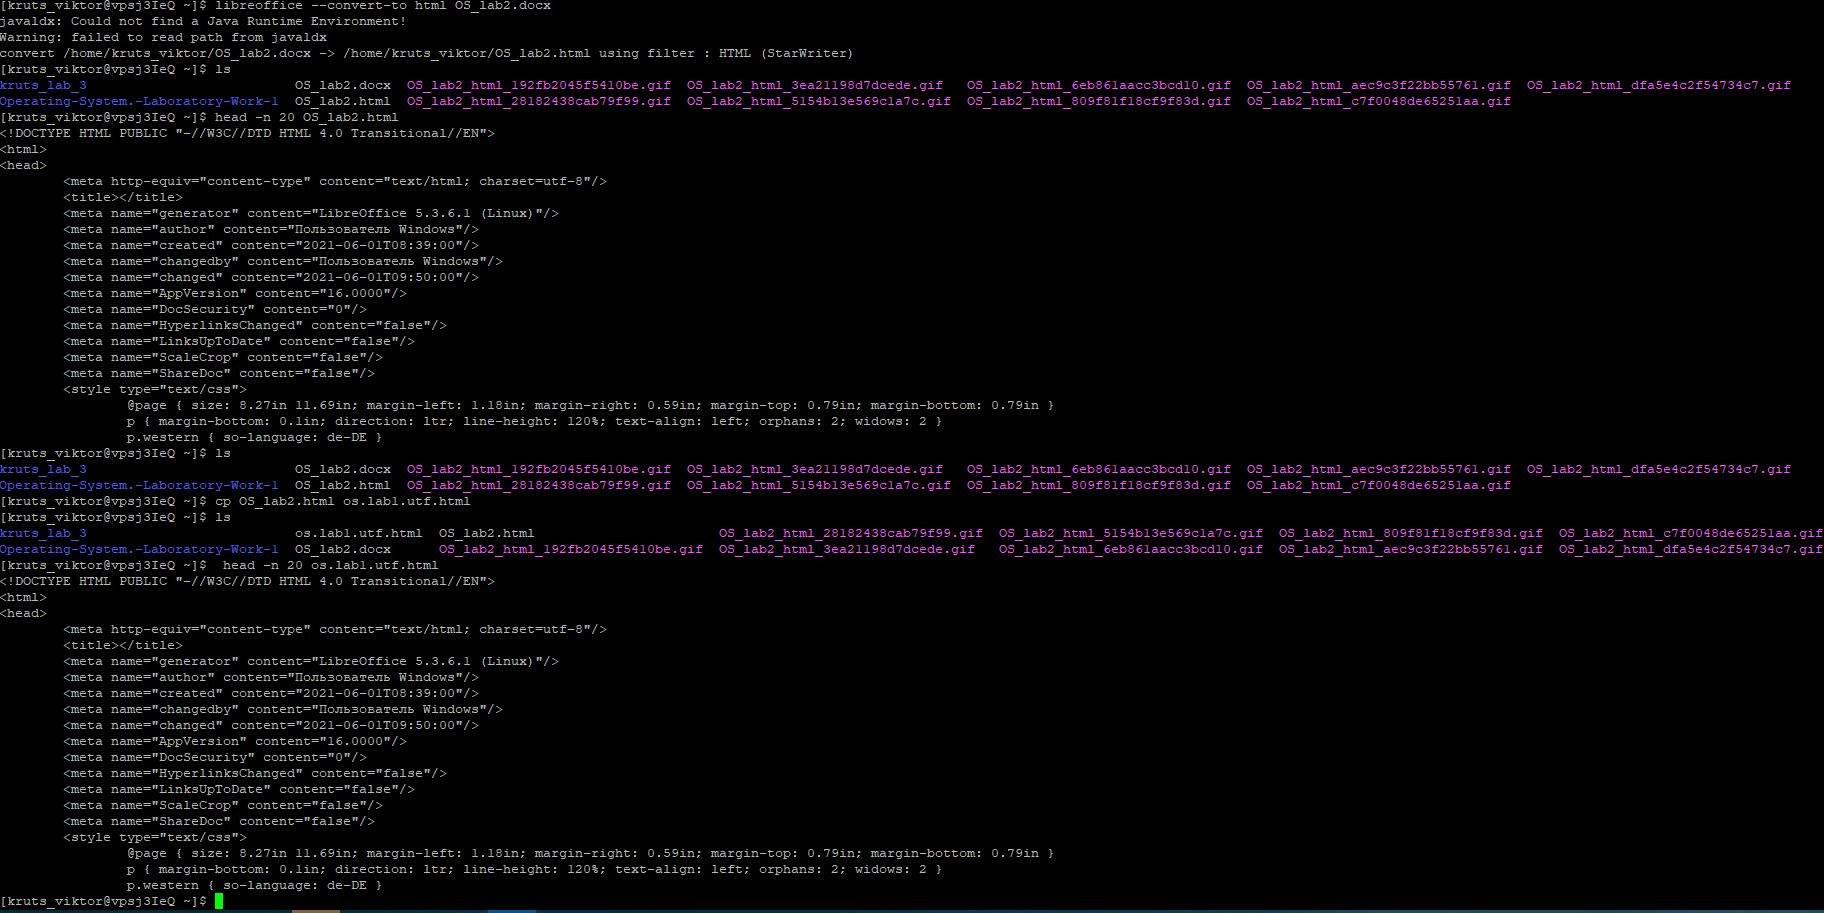 [kruts_viktor@vpsj3IeQ ~]$ libreoffice --convert-to html OS_lab2.docx
javaldx: Could not find a Java Runtime Environment!
Warning: failed to read path from javaldx
convert /home/kruts_viktor/OS_lab2.docx -> /home/kruts_viktor/OS_lab2.html using filter : HTML (StarWriter)
[kruts_viktor@vpsj3IeQ ~]$ ls
kruts_lab_3 OS_lab2.docx OS_lab2_html_192fb2045f5410be.gif OS_lab2_html_3ea21198d7dcede.gif OS_lab2_html_6eb861aacc3bcd10.gif OS_lab2_html_aec9c3f22bb55761.gif OS_lab2_html_dfa5e4c2f54734c7.gif
Operating-System.-Laboratory-Work-1 OS_lab2.html OS_lab2_html_28182438cab79f99.gif OS_lab2_html_5154b13e569c1a7c.gif OS_lab2_html_809f81f18cf9f83d.gif OS_lab2_html_c7f0048de65251aa.gif
[kruts_viktor@vpsj3IeQ ~]$ head -n 20 OS_lab2.html
<!DOCTYPE HTML PUBLIC "-//W3C//DTD HTML 4.0 Transitional//EN">
<html>
<head>
<meta http-equiv="content-type" content="text/html; charset=utf-8"/>
<title></title>
<meta name="generator" content="LibreOffice 5.3.6.1 (Linux)"/>
<meta name="author" content="Пользователь Windows"/>
<meta name="created" content="2021-06-01T08:39:00"/>
<meta name="changedby" content="Пользователь Windows"/>
<meta name="changed" content="2021-06-01T09:50:00"/>
<meta name="AppVersion" content="16.0000"/>
<meta name="DocSecurity" content="0"/>
<meta name="HyperlinksChanged" content="false"/>
<meta name="LinksUpToDate" content="false"/>
<meta name="ScaleCrop" content="false"/>
<meta name="ShareDoc" content="false"/>
<style type="text/css">
@page { size: 8.27in 11.69in; margin-left: 1.18in; margin-right: 0.59in; margin-top: 0.79in; margin-bottom: 0.79in }
p { margin-bottom: 0.1in; direction: ltr; line-height: 120%; text-align: left; orphans: 2; widows: 2 }
p.western { so-language: de-DE }
[kruts_viktor@vpsj3IeQ ~]$ ls
kruts_lab_3 OS_lab2.docx OS_lab2_html_192fb2045f5410be.gif OS_lab2_html_3ea21198d7dcede.gif OS_lab2_html_6eb861aacc3bcd10.gif OS_lab2_html_aec9c3f22bb55761.gif OS_lab2_html_dfa5e4c2f54734c7.gif
Operating-System.-Laboratory-Work-1 OS_lab2.html OS_lab2_html_28182438cab79f99.gif OS_lab2_html_5154b13e569c1a7c.gif OS_lab2_html_809f81f18cf9f83d.gif OS_lab2_html_c7f0048de65251aa.gif
[kruts_viktor@vpsj3IeQ ~]$ cp OS_lab2.html os.lab1.utf.html
[kruts_viktor@vpsj3IeQ ~]$ ls
kruts_lab_3 os.lab1.utf.html OS_lab2.html OS_lab2_html_28182438cab79f99.gif OS_lab2_html_5154b13e569c1a7c.gif OS_lab2_html_809f81f18cf9f83d.gif OS_lab2_html_c7f0048de65251aa.gif
Operating-System.-Laboratory-Work-1 OS_lab2.docx OS_lab2_html_192fb2045f5410be.gif OS_lab2_html_3ea21198d7dcede.gif OS_lab2_html_6eb861aacc3bcd10.gif OS_lab2_html_aec9c3f22bb55761.gif OS_lab2_html_dfa5e4c2f54734c7.gif
[kruts_viktor@vpsj3IeQ ~]$  head -n 20 os.lab1.utf.html
<!DOCTYPE HTML PUBLIC "-//W3C//DTD HTML 4.0 Transitional//EN">
<html>
<head>
<meta http-equiv="content-type" content="text/html; charset=utf-8"/>
<title></title>
<meta name="generator" content="LibreOffice 5.3.6.1 (Linux)"/>
<meta name="author" content="Пользователь Windows"/>
<meta name="created" content="2021-06-01T08:39:00"/>
<meta name="changedby" content="Пользователь Windows"/>
<meta name="changed" content="2021-06-01T09:50:00"/>
<meta name="AppVersion" content="16.0000"/>
<meta name="DocSecurity" content="0"/>
<meta name="HyperlinksChanged" content="false"/>
<meta name="LinksUpToDate" content="false"/>
<meta name="ScaleCrop" content="false"/>
<meta name="ShareDoc" content="false"/>
<style type="text/css">
@page { size: 8.27in 11.69in; margin-left: 1.18in; margin-right: 0.59in; margin-top: 0.79in; margin-bottom: 0.79in }
p { margin-bottom: 0.1in; direction: ltr; line-height: 120%; text-align: left; orphans: 2; widows: 2 }
p.western { so-language: de-DE }
[kruts_viktor@vpsj3IeQ ~]$